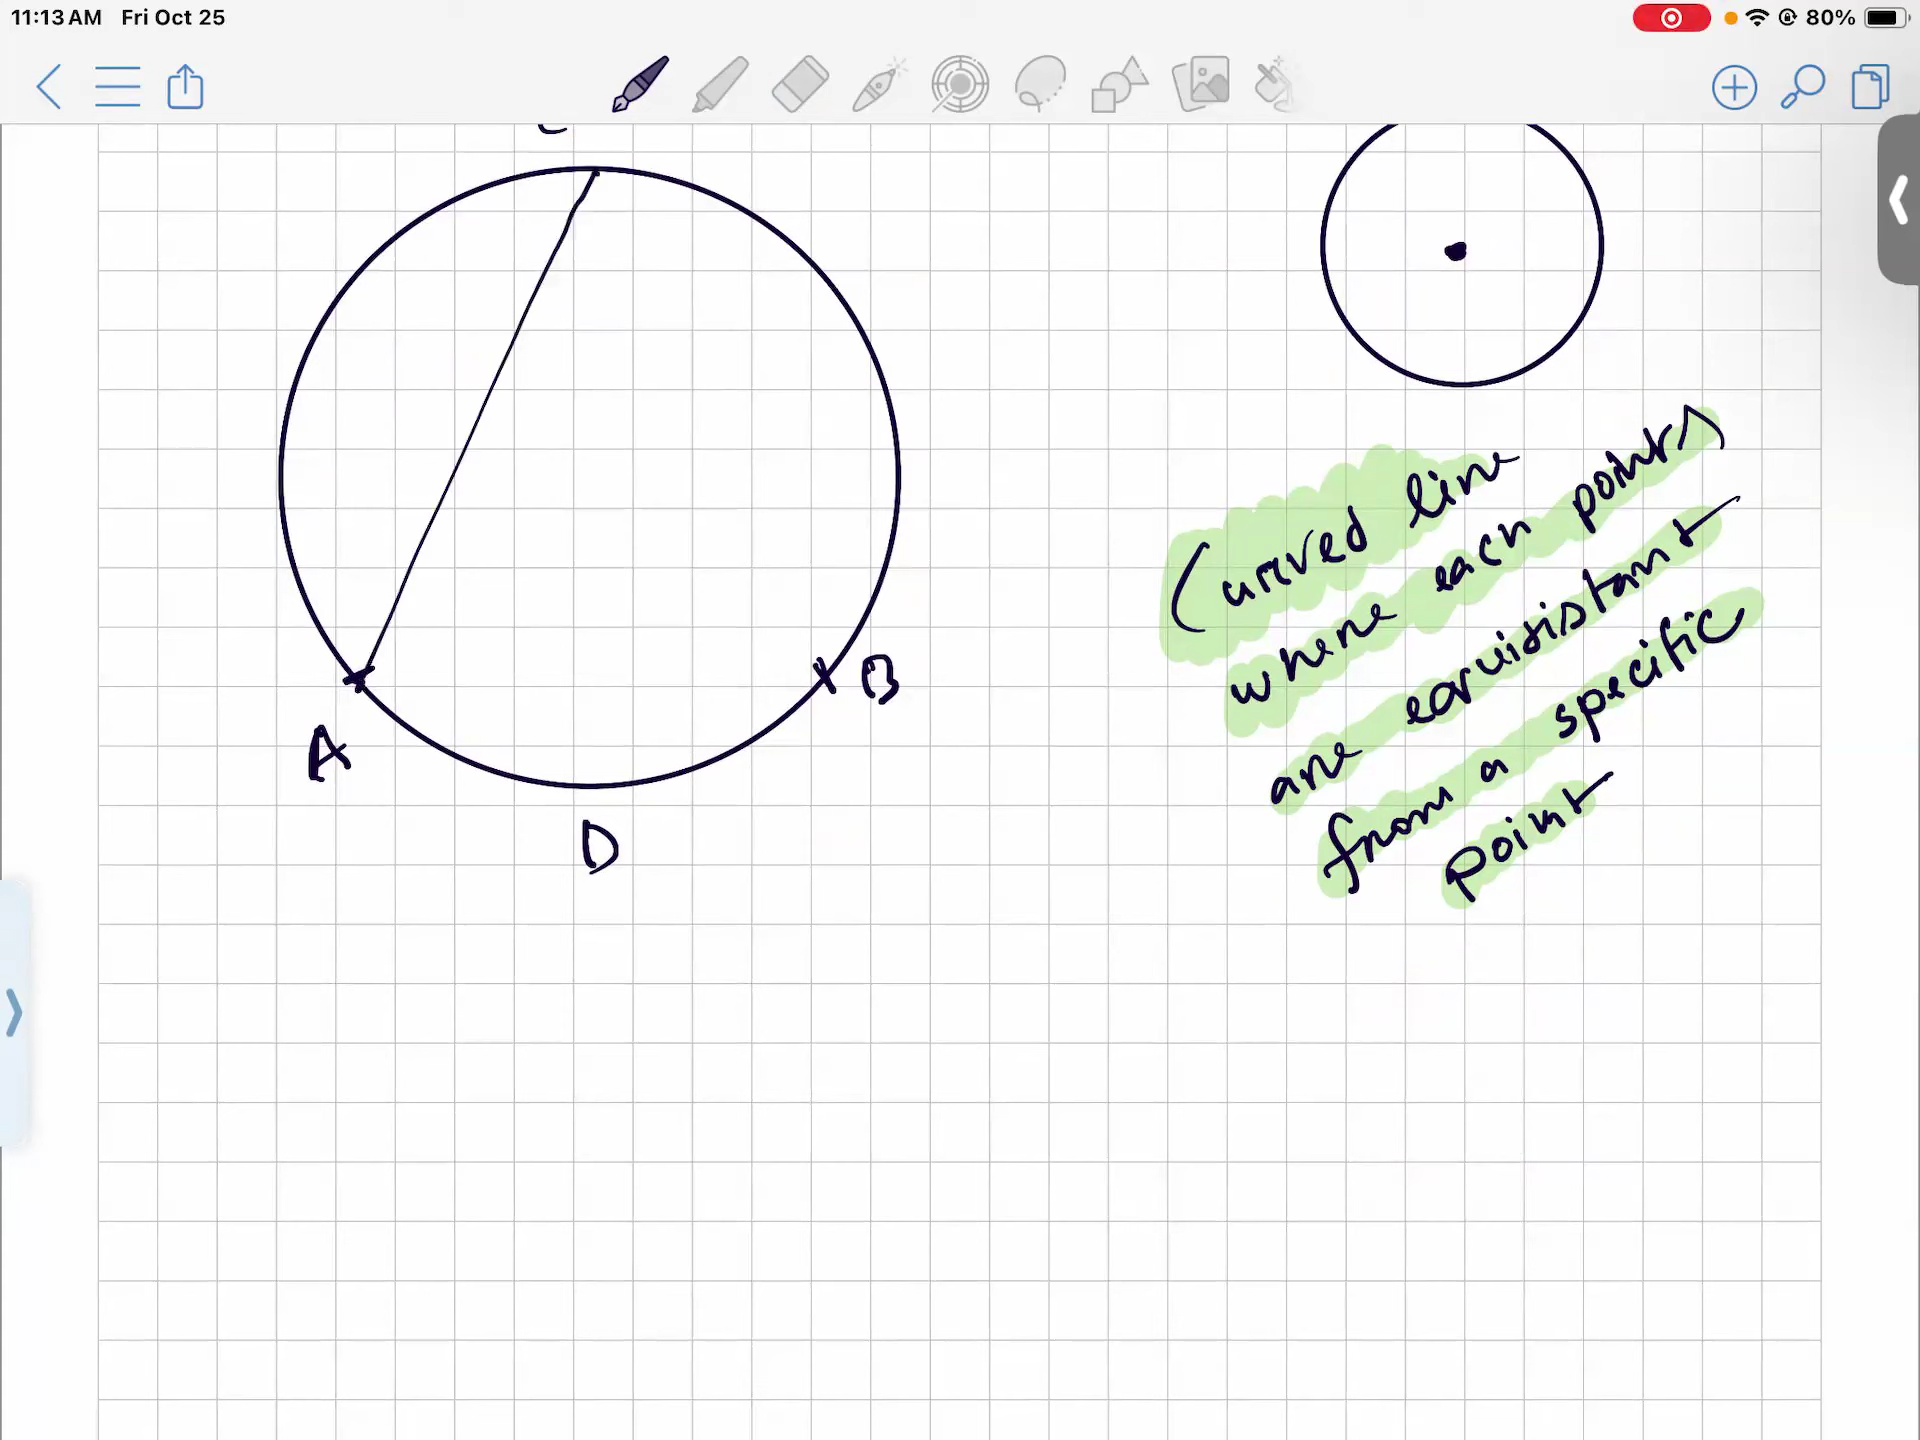 11:13 AM Fri Oct 25
80%
C
A
B
D
Curved line
where each points
are equidistant
from a specific
point